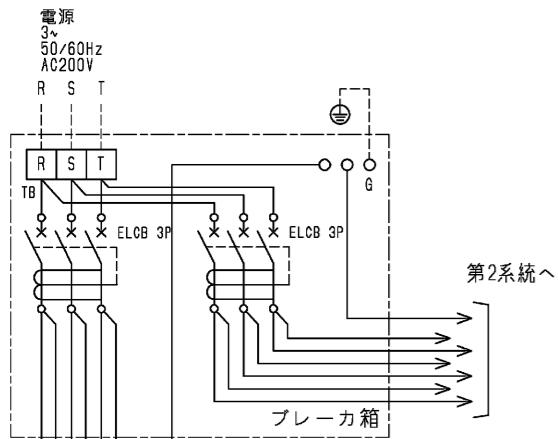 電源
3~
50/60Hz
AC200V
R S T
R S T
TB
G
ELCB 3P
ELCB 3P
第2系統へ
ブレーカ箱